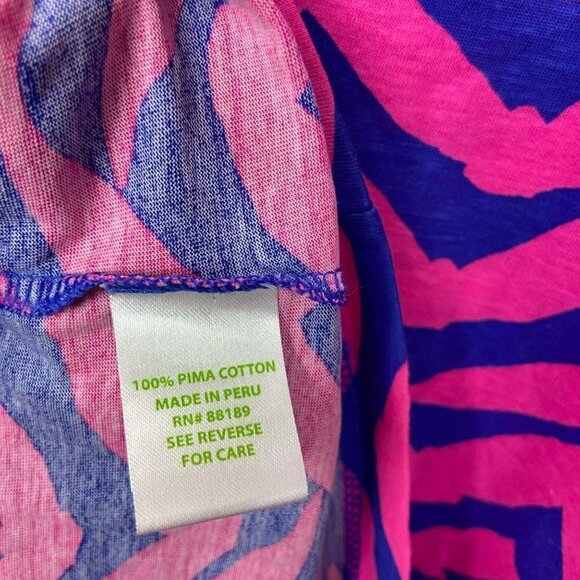 100% PIMA COTTON
MADE IN PERU
RN# 88189
SEE REVERSE
FOR CARE